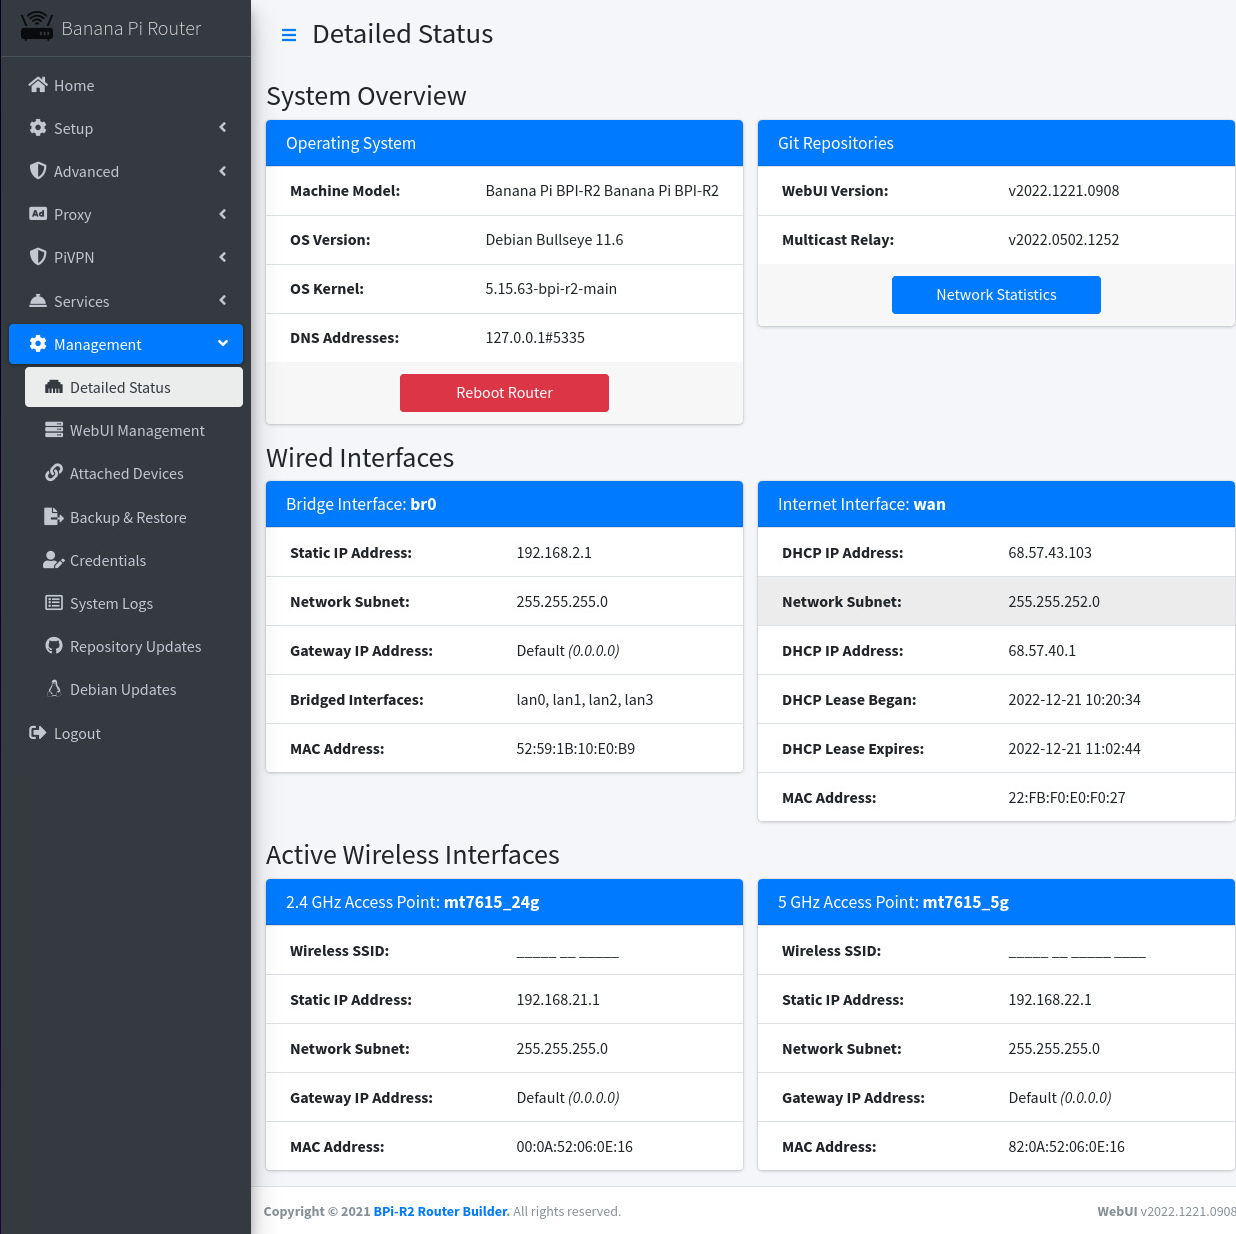 Banana Pi Router
Home
Setup
Advanced
Proxy
PiVPN
Services
Management
Detailed Status
WebUI Management
Attached Devices
Backup & Restore
Credentials
System Logs
Repository Updates
Debian Updates
Logout
Detailed Status
System Overview
Operating System
Machine Model: Banana Pi BPI-R2 Banana Pi BPI-R2
OS Version: Debian Bullseye 11.6
OS Kernel: 5.15.63-bpi-r2-main
DNS Addresses: 127.0.0.1#5335
Reboot Router
Git Repositories
WebUI Version: v2022.1221.0908
Multicast Relay: v2022.0502.1252
Network Statistics
Wired Interfaces
Bridge Interface: br0
Static IP Address: 192.168.2.1
Network Subnet: 255.255.255.0
Gateway IP Address: Default (0.0.0.0)
Bridged Interfaces: lan0, lan1, lan2, lan3
MAC Address: 52:59:1B:10:E0:B9
Internet Interface: wan
DHCP IP Address: 68.57.43.103
Network Subnet: 255.255.252.0
DHCP IP Address: 68.57.40.1
DHCP Lease Began: 2022-12-21 10:20:34
DHCP Lease Expires: 2022-12-21 11:02:44
MAC Address: 22:FB:F0:E0:F0:27
Active Wireless Interfaces
2.4 GHz Access Point: mt7615_24g
Wireless SSID: _____ __ _____
Static IP Address: 192.168.21.1
Network Subnet: 255.255.255.0
Gateway IP Address: Default (0.0.0.0)
MAC Address: 00:0A:52:06:0E:16
5 GHz Access Point: mt7615_5g
Wireless SSID: _____ __ _____ ____
Static IP Address: 192.168.22.1
Network Subnet: 255.255.255.0
Gateway IP Address: Default (0.0.0.0)
MAC Address: 82:0A:52:06:0E:16
Copyright © 2021 BPi-R2 Router Builder. All rights reserved.
WebUI v2022.1221.0908